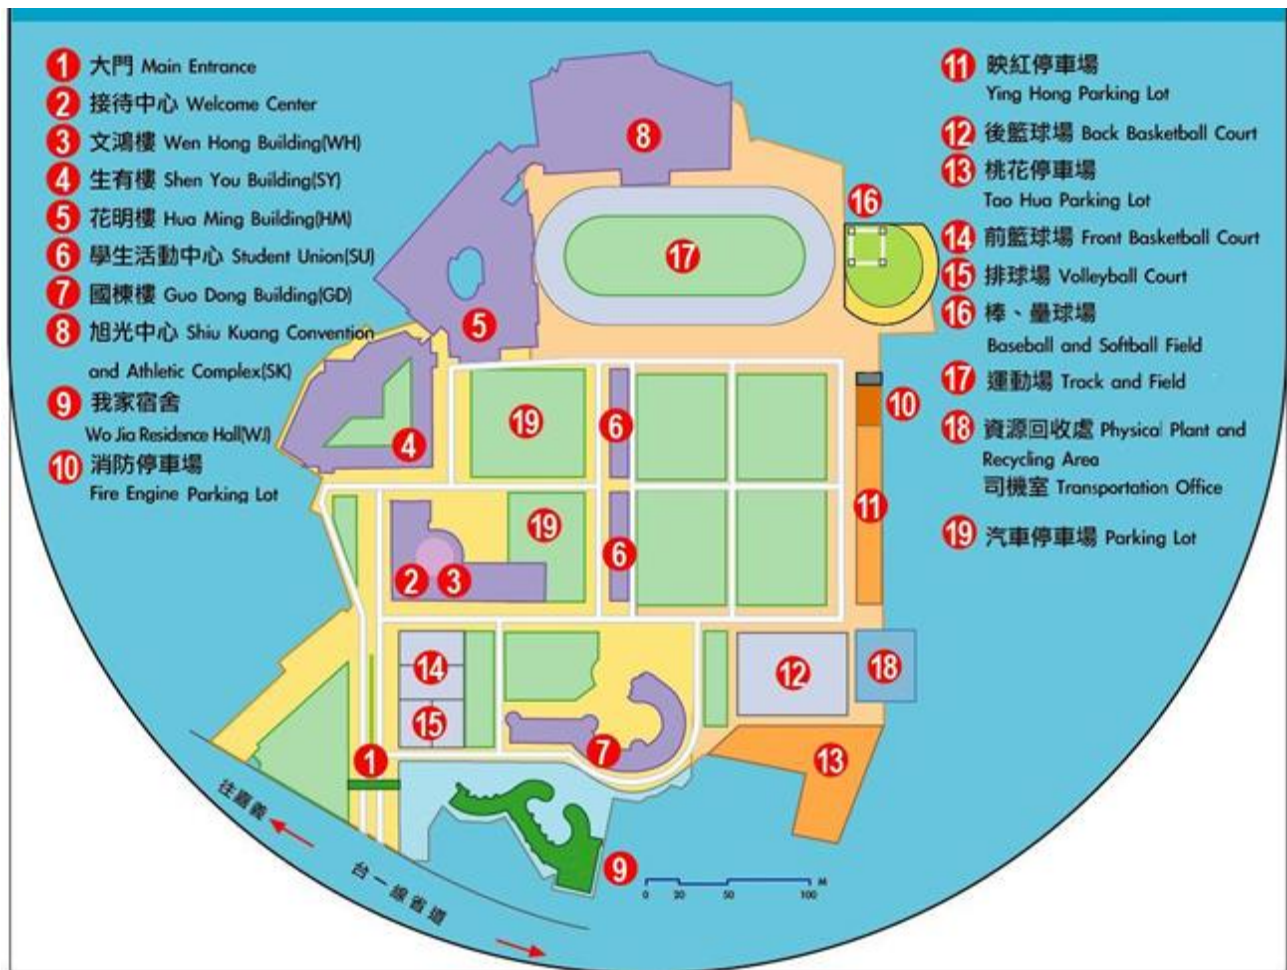 1 大門 Main Entrance
2 接待中心 Welcome Center
3 文鴻樓 Wen Hong Building(WH)
4 生有樓 Shen You Building(SY)
5 花明樓 Hua Ming Building(HM)
6 學生活動中心 Student Union(SU)
7 國棟樓 Guo Dong Building(GD)
8 旭光中心 Shiu Kuang Convention
and Athletic Complex(SK)
9 我家宿舍
Wo Jia Residence Hall(WJ)
10 消防停車場
Fire Engine Parking Lot
11 映紅停車場
Ying Hong Parking Lot
12 後籃球場 Back Basketball Court
13 桃花停車場
Tao Hua Parking Lot
14 前籃球場 Front Basketball Court
15 排球場 Volleyball Court
16 棒、壘球場
Baseball and Softball Field
17 運動場 Track and Field
18 資源回收處 Physical Plant and
Recycling Area
司機室 Transportation Office
19 汽車停車場 Parking Lot
8
16
17
5
10
19
6
4
11
19
6
2 3
14
12
18
15
7
1
13
9
往嘉義
台一線省道
0 20 50 100 M